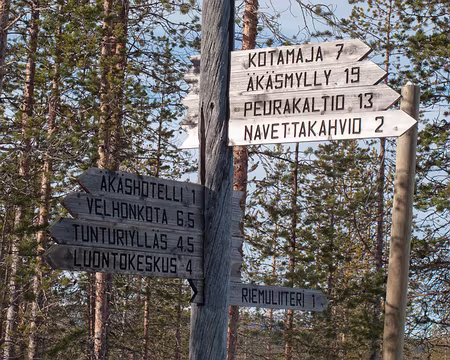 KOTAMAJA 7
ÄKÄSMYLLY 19
PEURAKALTIO 13
NAVETTAKAHVIO 2
ÄKÄSHOTELLI 1
VELHONKOTA 6.5
TUNTURIYLLÄS 4.5
LUONTOKESKUS 4
RIEMULIITERI 1